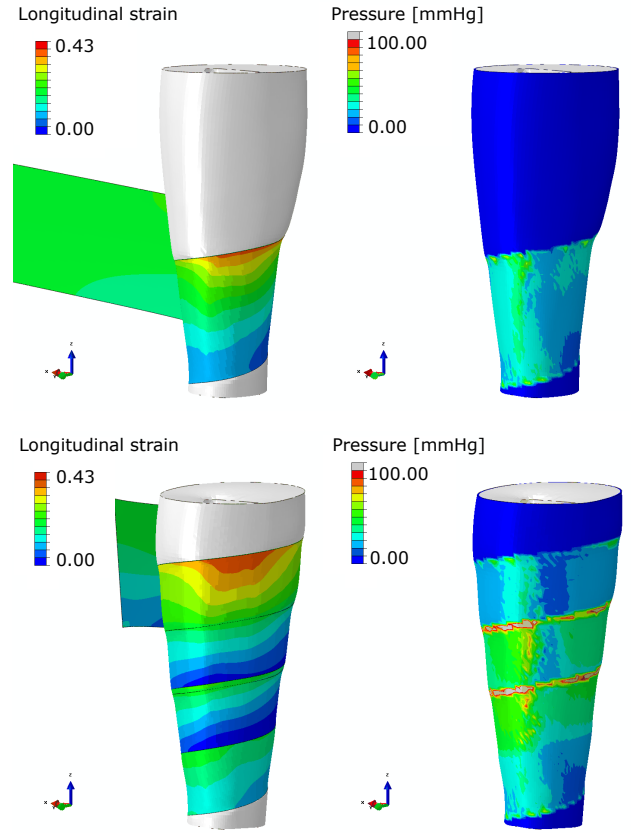 Longitudinal strain
0.43
0.00
Pressure [mmHg]
100.00
0.00
z
x
z
x
Longitudinal strain
0.43
0.00
Pressure [mmHg]
100.00
0.00
z
x
z
x